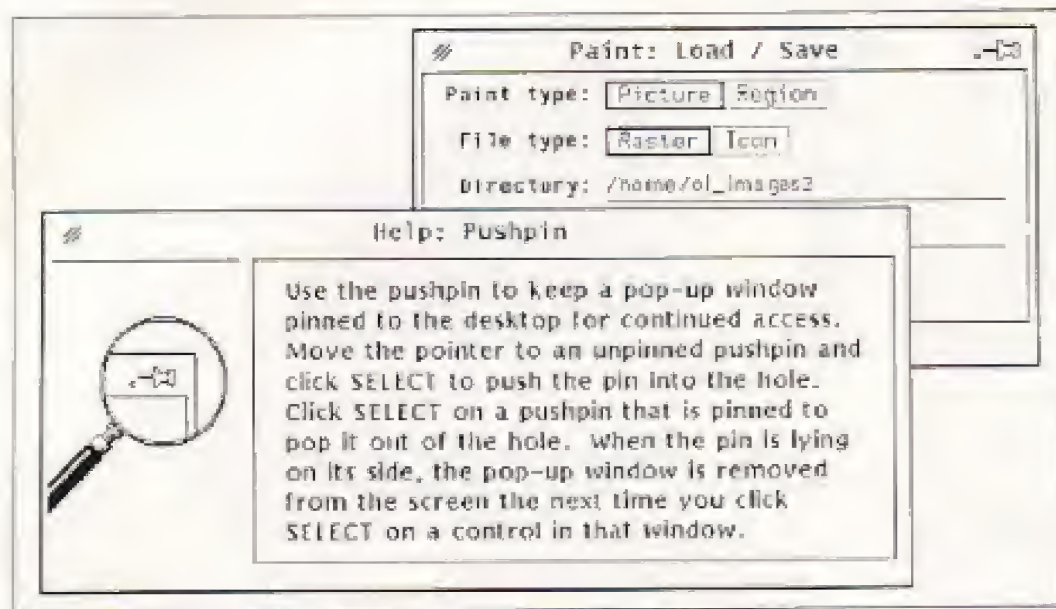 Paint: Load / Save
Paint type: Picture Region
File type: Raster Icon
Directory: /home/ol_images2
Help: Pushpin
Use the pushpin to keep a pop-up window
pinned to the desktop for continued access.
Move the pointer to an unpinned pushpin and
click SELECT to push the pin into the hole.
Click SELECT on a pushpin that is pinned to
pop it out of the hole. When the pin is lying
on its side, the pop-up window is removed
from the screen the next time you click
SELECT on a control in that window.